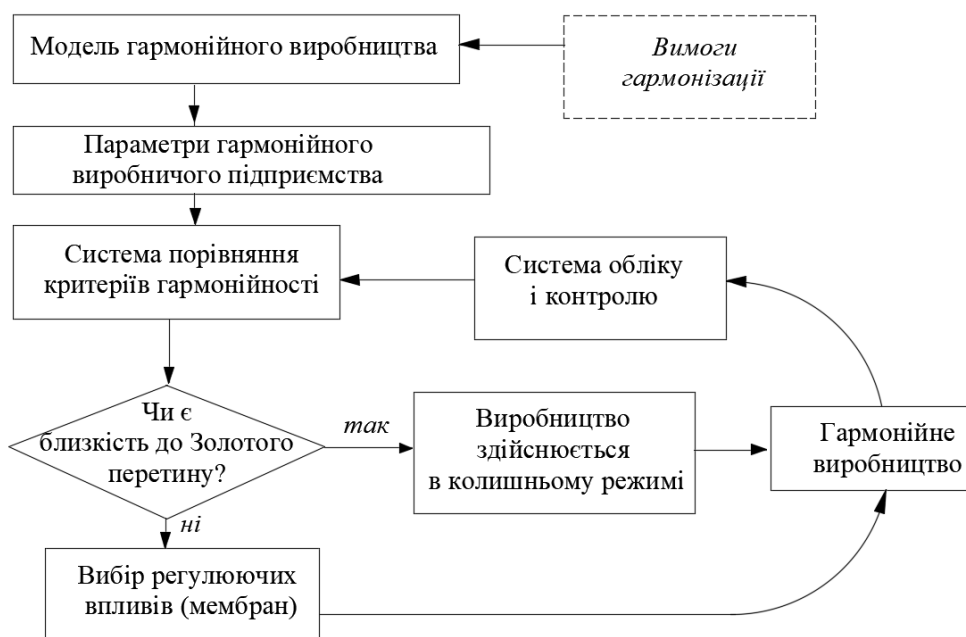 Модель гармонійного виробництва
Вимоги
гармонізації
Параметри гармонійного
виробничого підприємства
Система порівняння
критеріїв гармонійності
Система обліку
і контролю
Чи є
близкість до Золотого
перетину?
так
Виробництво
здійснюється
в колишньому режимі
Гармонійне
виробництво
ні
Вибір регулюючих
впливів (мембран)